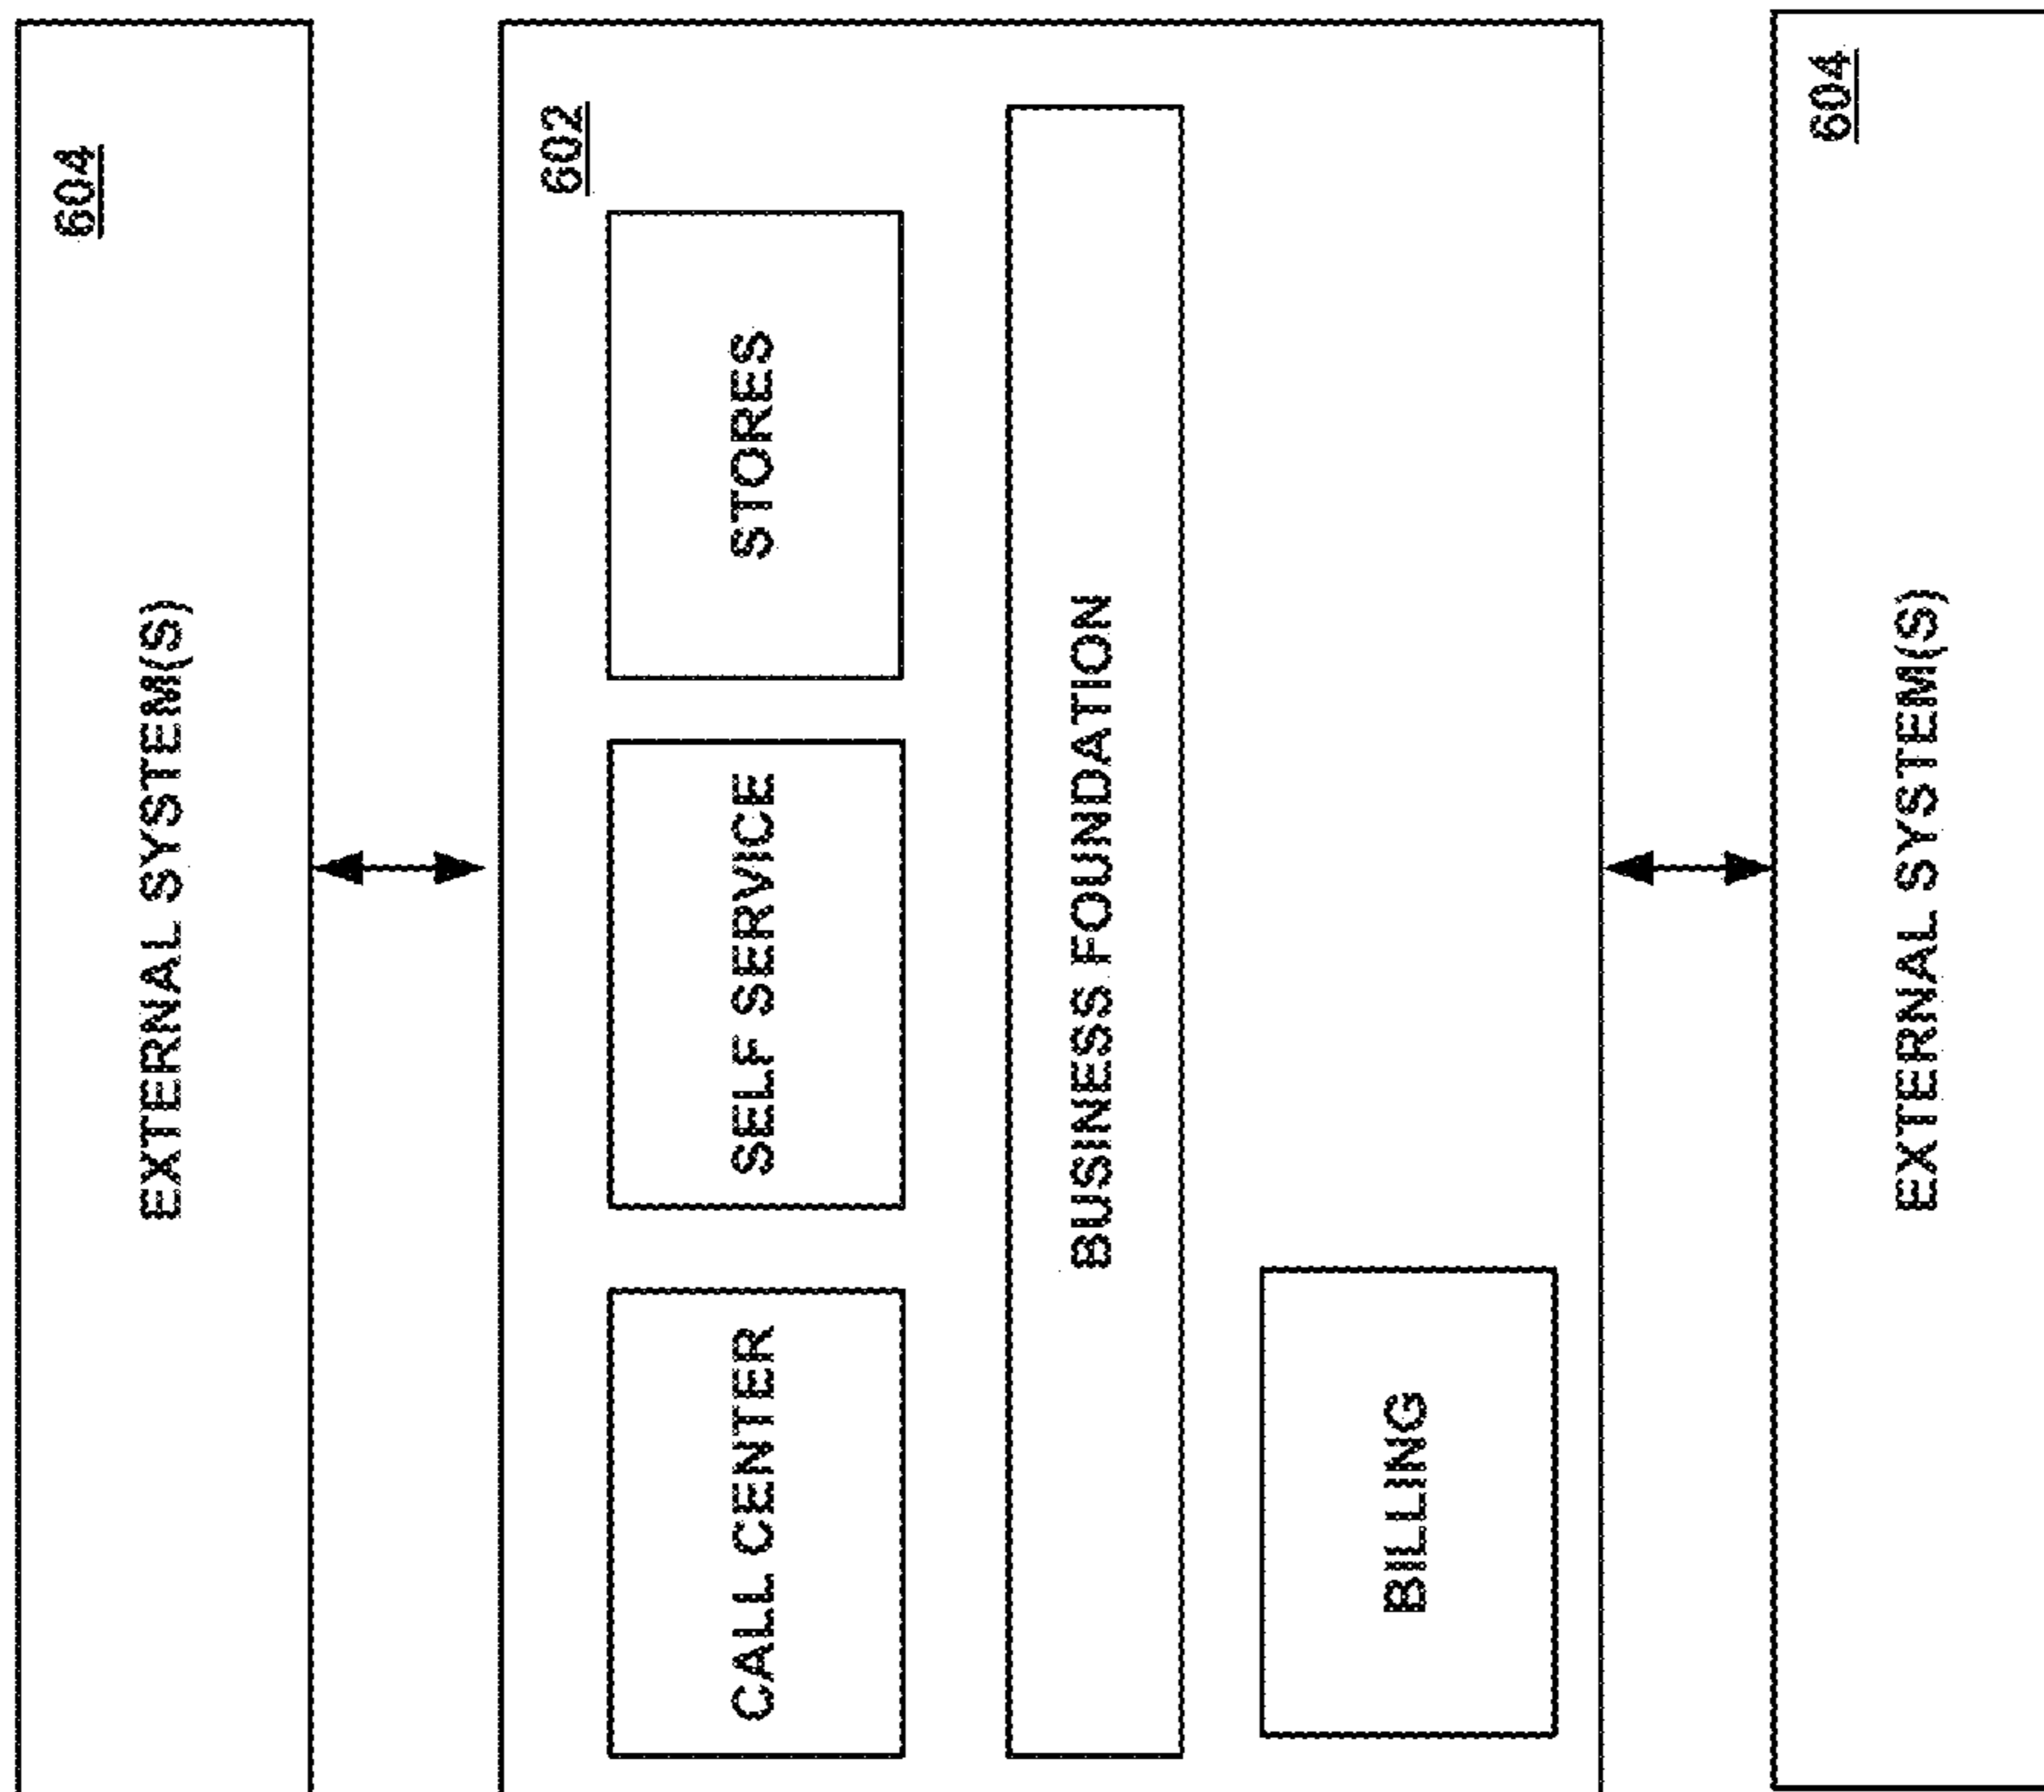 604
EXTERNAL SYSTEM(S)
602
CALL CENTER
SELF SERVICE
STORES
BUSINESS FOUNDATION
BILLING
604
EXTERNAL SYSTEM(S)